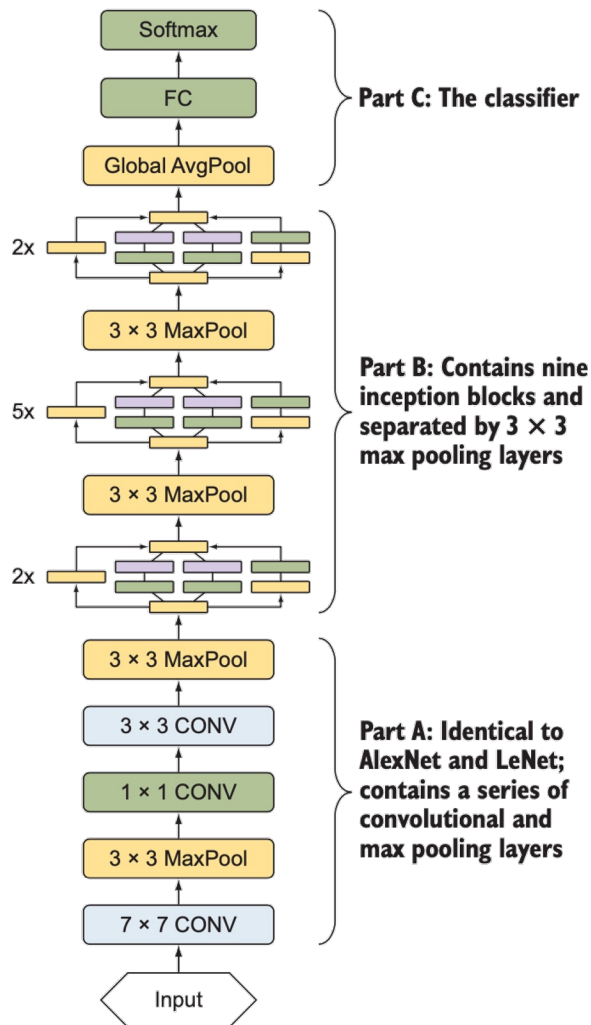 Softmax
FC
Global AvgPool
Part C: The classifier
2x
3 × 3 MaxPool
5x
3 × 3 MaxPool
2x
Part B: Contains nine
inception blocks and
separated by 3 × 3
max pooling layers
3 × 3 MaxPool
3 × 3 CONV
1 × 1 CONV
3 × 3 MaxPool
7 × 7 CONV
Part A: Identical to
AlexNet and LeNet;
contains a series of
convolutional and
max pooling layers
Input